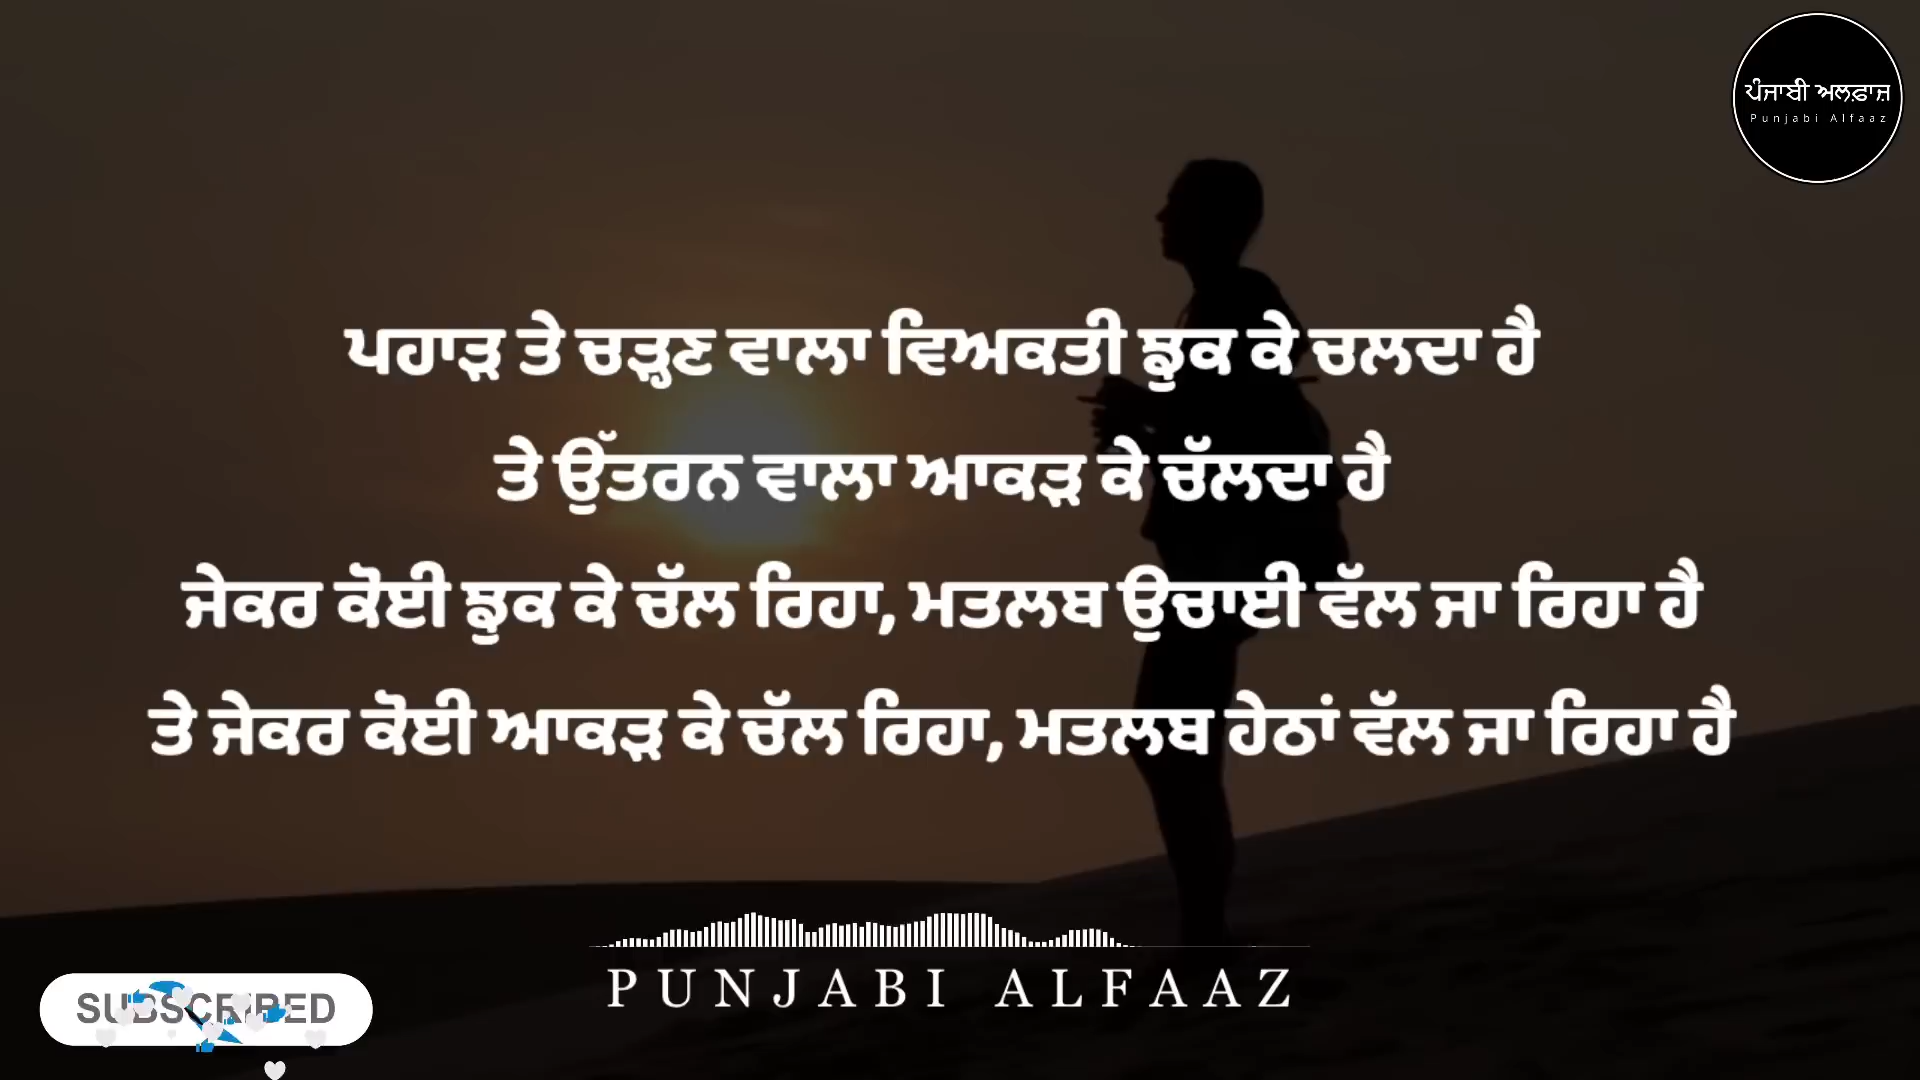 ਪੰਜਾਬੀ ਅਲਫ਼ਾਜ਼
Punjabi Alfaaz
ਪਹਾੜ ਤੇ ਚੜ੍ਹਣ ਵਾਲਾ ਵਿਅਕਤੀ ਝੁਕ ਕੇ ਚਲਦਾ ਹੈ
ਤੇ ਉੱਤਰਨ ਵਾਲਾ ਆਕੜ ਕੇ ਚੱਲਦਾ ਹੈ
ਜੇਕਰ ਕੋਈ ਝੁਕ ਕੇ ਚੱਲ ਰਿਹਾ, ਮਤਲਬ ਉਚਾਈ ਵੱਲ ਜਾ ਰਿਹਾ ਹੈ
ਤੇ ਜੇਕਰ ਕੋਈ ਆਕੜ ਕੇ ਚੱਲ ਰਿਹਾ, ਮਤਲਬ ਹੇਠਾਂ ਵੱਲ ਜਾ ਰਿਹਾ ਹੈ
PUNJABI ALFAAZ
SUBSCRIBED